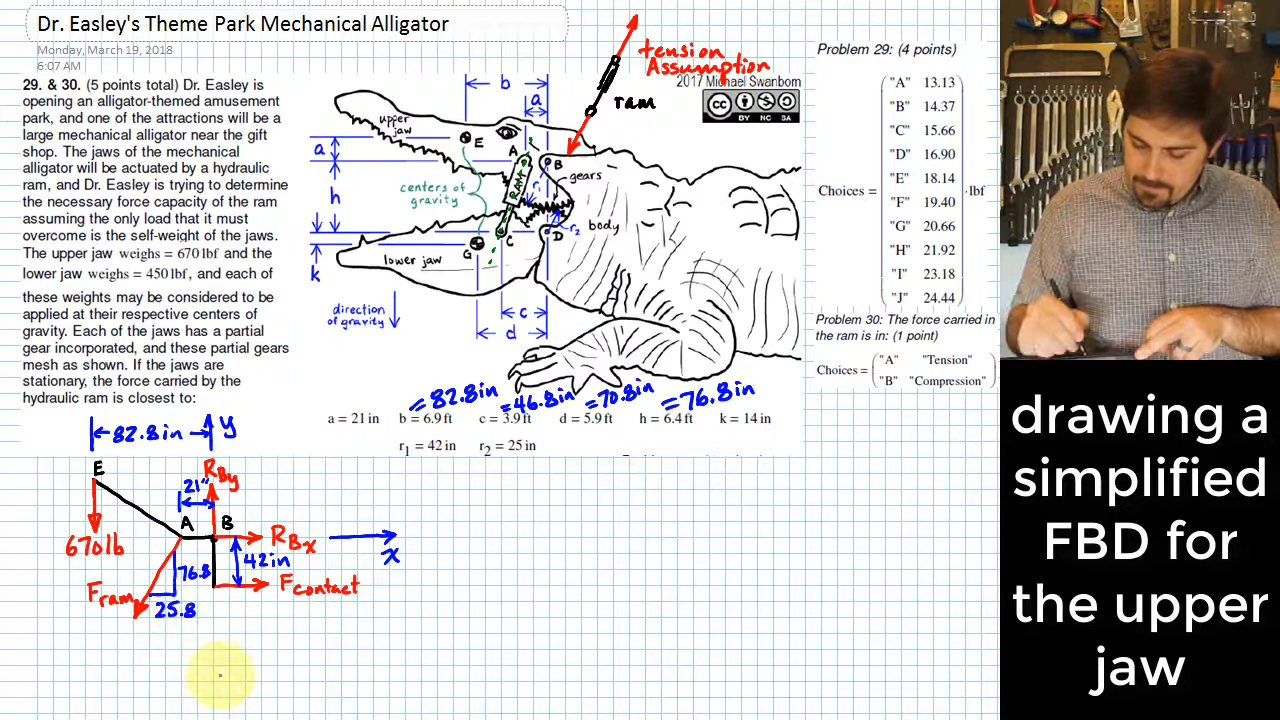 Dr. Easley's Theme Park Mechanical Alligator
Monday, March 19, 2018
6:07 AM
29. & 30. (5 points total) Dr. Easley is
opening an alligator-themed amusement
park, and one of the attractions will be a
large mechanical alligator near the gift
shop. The jaws of the mechanical
alligator will be actuated by a hydraulic
ram, and Dr. Easley is trying to determine
the necessary force capacity of the ram
assuming the only load that it must
overcome is the self-weight of the jaws.
The upper jaw weighs = 670 lbf and the
lower jaw weighs = 450 lbf, and each of
these weights may be considered to be
applied at their respective centers of
gravity. Each of the jaws has a partial
gear incorporated, and these partial gears
mesh as shown. If the jaws are
stationary, the force carried by the
hydraulic ram is closest to:
tension
Assumption
ram
2017 Michael Swanbom
cc
BY NC SA
b
a
upper
jaw
E
A
B
a
h
k
centers of
gravity
Ram
r1
gears
r2
body
C
D
G
lower jaw
direction
of gravity
c
d
= 82.8in = 46.8in = 70.8in = 76.8in
a = 21 in b = 6.9 ft c = 3.9 ft d = 5.9 ft h = 6.4 ft k = 14 in
r1 = 42 in r2 = 25 in
Problem 29: (4 points)
Choices =
"A" 13.13
"B" 14.37
"C" 15.66
"D" 16.90
"E" 18.14
"F" 19.40
"G" 20.66
"H" 21.92
"I" 23.18
"J" 24.44
·lbf
Problem 30: The force carried in
the ram is in: (1 point)
Choices =
"A" "Tension"
"B" "Compression"
82.8in
y
E
RBy
21"
A B
RBx
x
670lb
76.8
42in
Fcontact
Fram
25.8
drawing a
simplified
FBD for
the upper
jaw